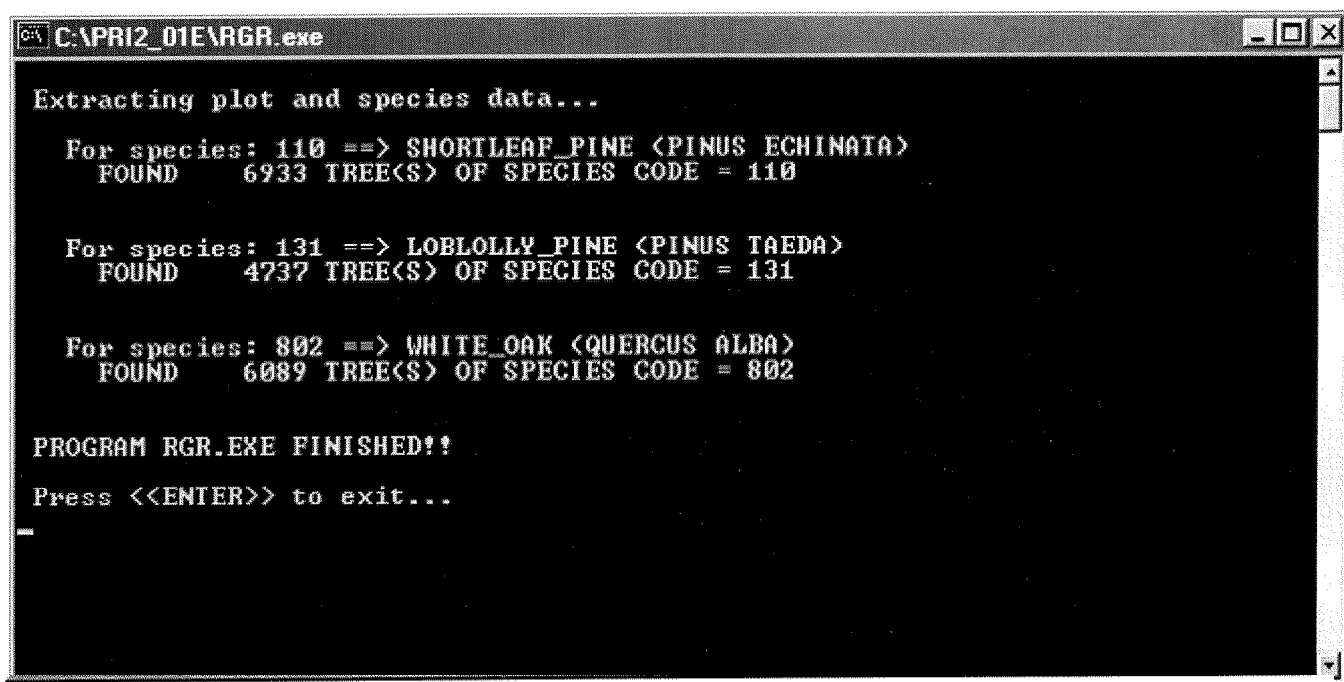 C:\PRI2_01E\RGR.exe
Extracting plot and species data...
For species: 110 ==> SHORTLEAF_PINE (PINUS ECHINATA)
FOUND 6933 TREE(S) OF SPECIES CODE = 110
For species: 131 ==> LOBLOLLY_PINE (PINUS TAEDA)
FOUND 4737 TREE(S) OF SPECIES CODE = 131
For species: 802 ==> WHITE_OAK (QUERCUS ALBA)
FOUND 6089 TREE(S) OF SPECIES CODE = 802
PROGRAM RGR.EXE FINISHED!!
Press <<ENTER>> to exit...